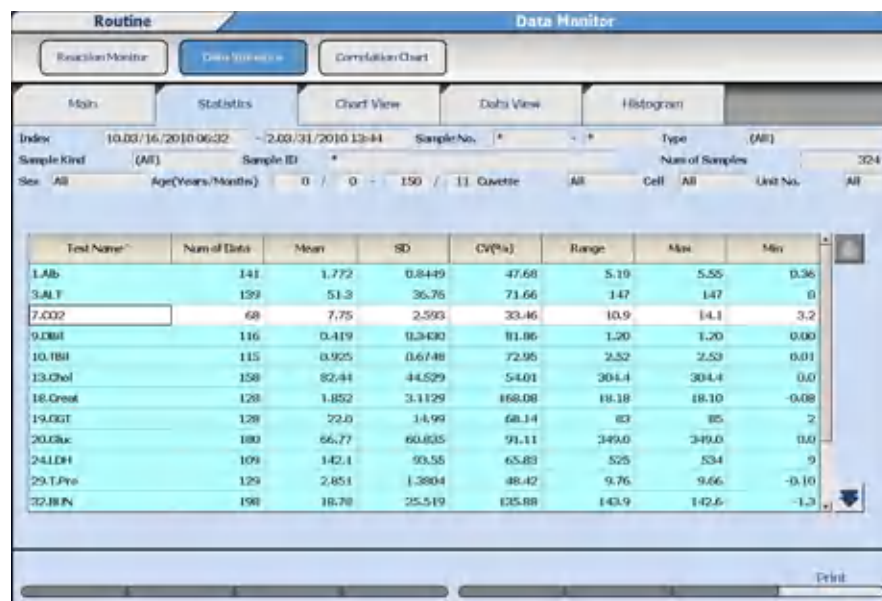 Routine Data Monitor
Reaction Monitor Data Statistics Correlation Chart
Main Statistics Chart View Data View Histogram
Index 10.03/16/2010 06:32 - 2.03/31/2010 13:44 Sample No. * - * Type (All)
Sample Kind (All) Sample ID * Num of Samples 324
Sex All Age(Years/Months) 0 / 0 - 150 / 11 Cuvette All Cell All Unit No. All
Test Name Num of Data Mean SD CV(%) Range Max Min
1.Alb 141 1.772 0.8449 47.68 5.19 5.55 0.36
3.ALT 139 51.3 36.76 71.66 147 147 0
7.CO2 68 7.75 2.593 33.46 10.9 14.1 3.2
9.DBil 116 0.419 0.3430 81.86 1.20 1.20 0.00
10.TBil 115 0.925 0.6748 72.95 2.52 2.53 0.01
13.Chol 158 82.44 44.529 54.01 304.4 304.4 0.0
18.Creat 128 1.852 3.1129 168.08 18.18 18.10 -0.08
19.GGT 128 22.0 14.99 68.14 83 85 2
20.Gluc 180 66.77 60.835 91.11 349.0 349.0 0.0
24.LDH 109 142.1 93.55 65.83 525 534 9
29.T.Pro 129 2.851 1.3804 48.42 9.76 9.66 -0.10
32.BUN 198 18.78 25.519 135.88 143.9 142.6 -1.3
Print